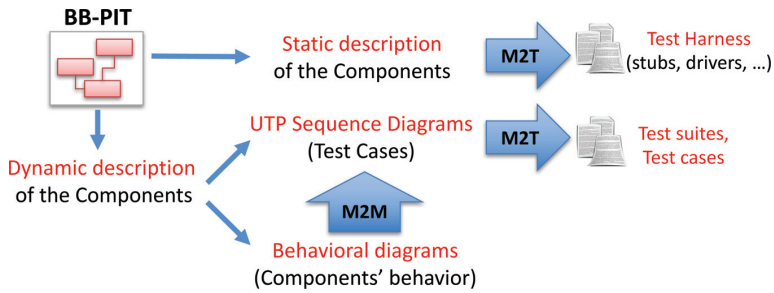 BB-PIT
Static description
of the Components
M2T
Test Harness
(stubs, drivers, ...)
UTP Sequence Diagrams
(Test Cases)
M2T
Test suites,
Test cases
Dynamic description
of the Components
M2M
Behavioral diagrams
(Components’ behavior)